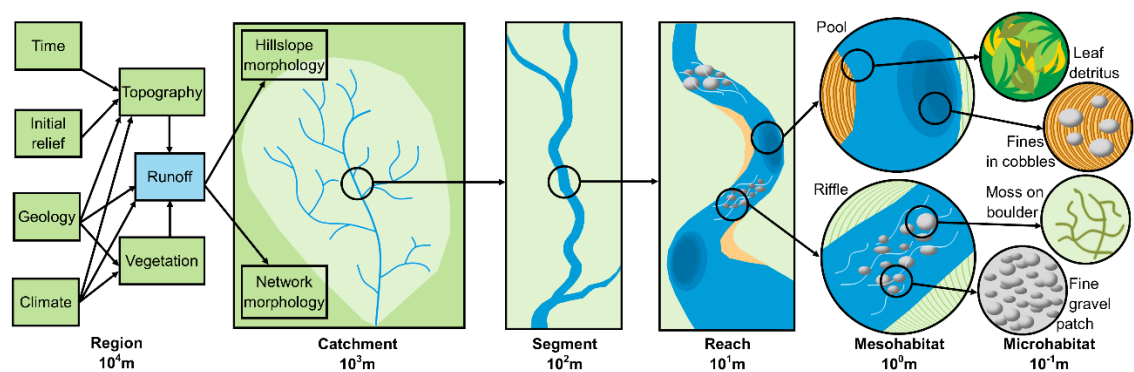 Time
Initial
relief
Geology
Climate
Topography
Runoff
Vegetation
Region
10⁴m
Hillslope
morphology
Network
morphology
Catchment
10³m
Segment
10²m
Reach
10¹m
Pool
Riffle
Mesohabitat
10⁰m
Leaf
detritus
Fines
in cobbles
Moss on
boulder
Fine
gravel
patch
Microhabitat
10⁻¹m